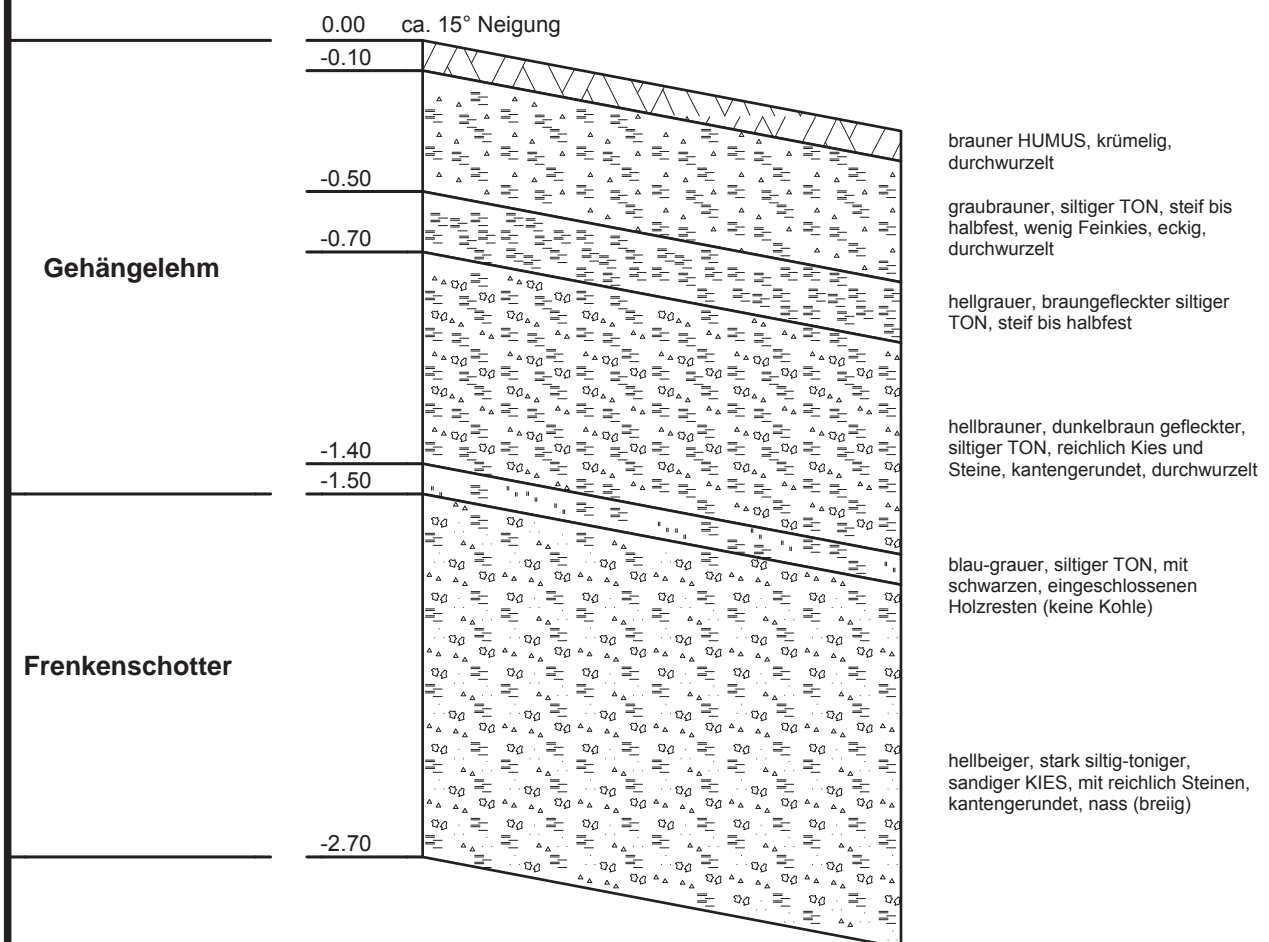 0.00 ca. 15° Neigung
-0.10
-0.50
-0.70
-1.40
-1.50
-2.70
Gehängelehm
Frenkenschotter
brauner HUMUS, krümelig,
durchwurzelt
graubrauner, siltiger TON, steif bis
halbfest, wenig Feinkies, eckig,
durchwurzelt
hellgrauer, braungefleckter siltiger
TON, steif bis halbfest
hellbrauner, dunkelbraun gefleckter,
siltiger TON, reichlich Kies und
Steine, kantengerundet, durchwurzelt
blau-grauer, siltiger TON, mit
schwarzen, eingeschlossenen
Holzresten (keine Kohle)
hellbeiger, stark siltig-toniger,
sandiger KIES, mit reichlich Steinen,
kantengerundet, nass (breiig)